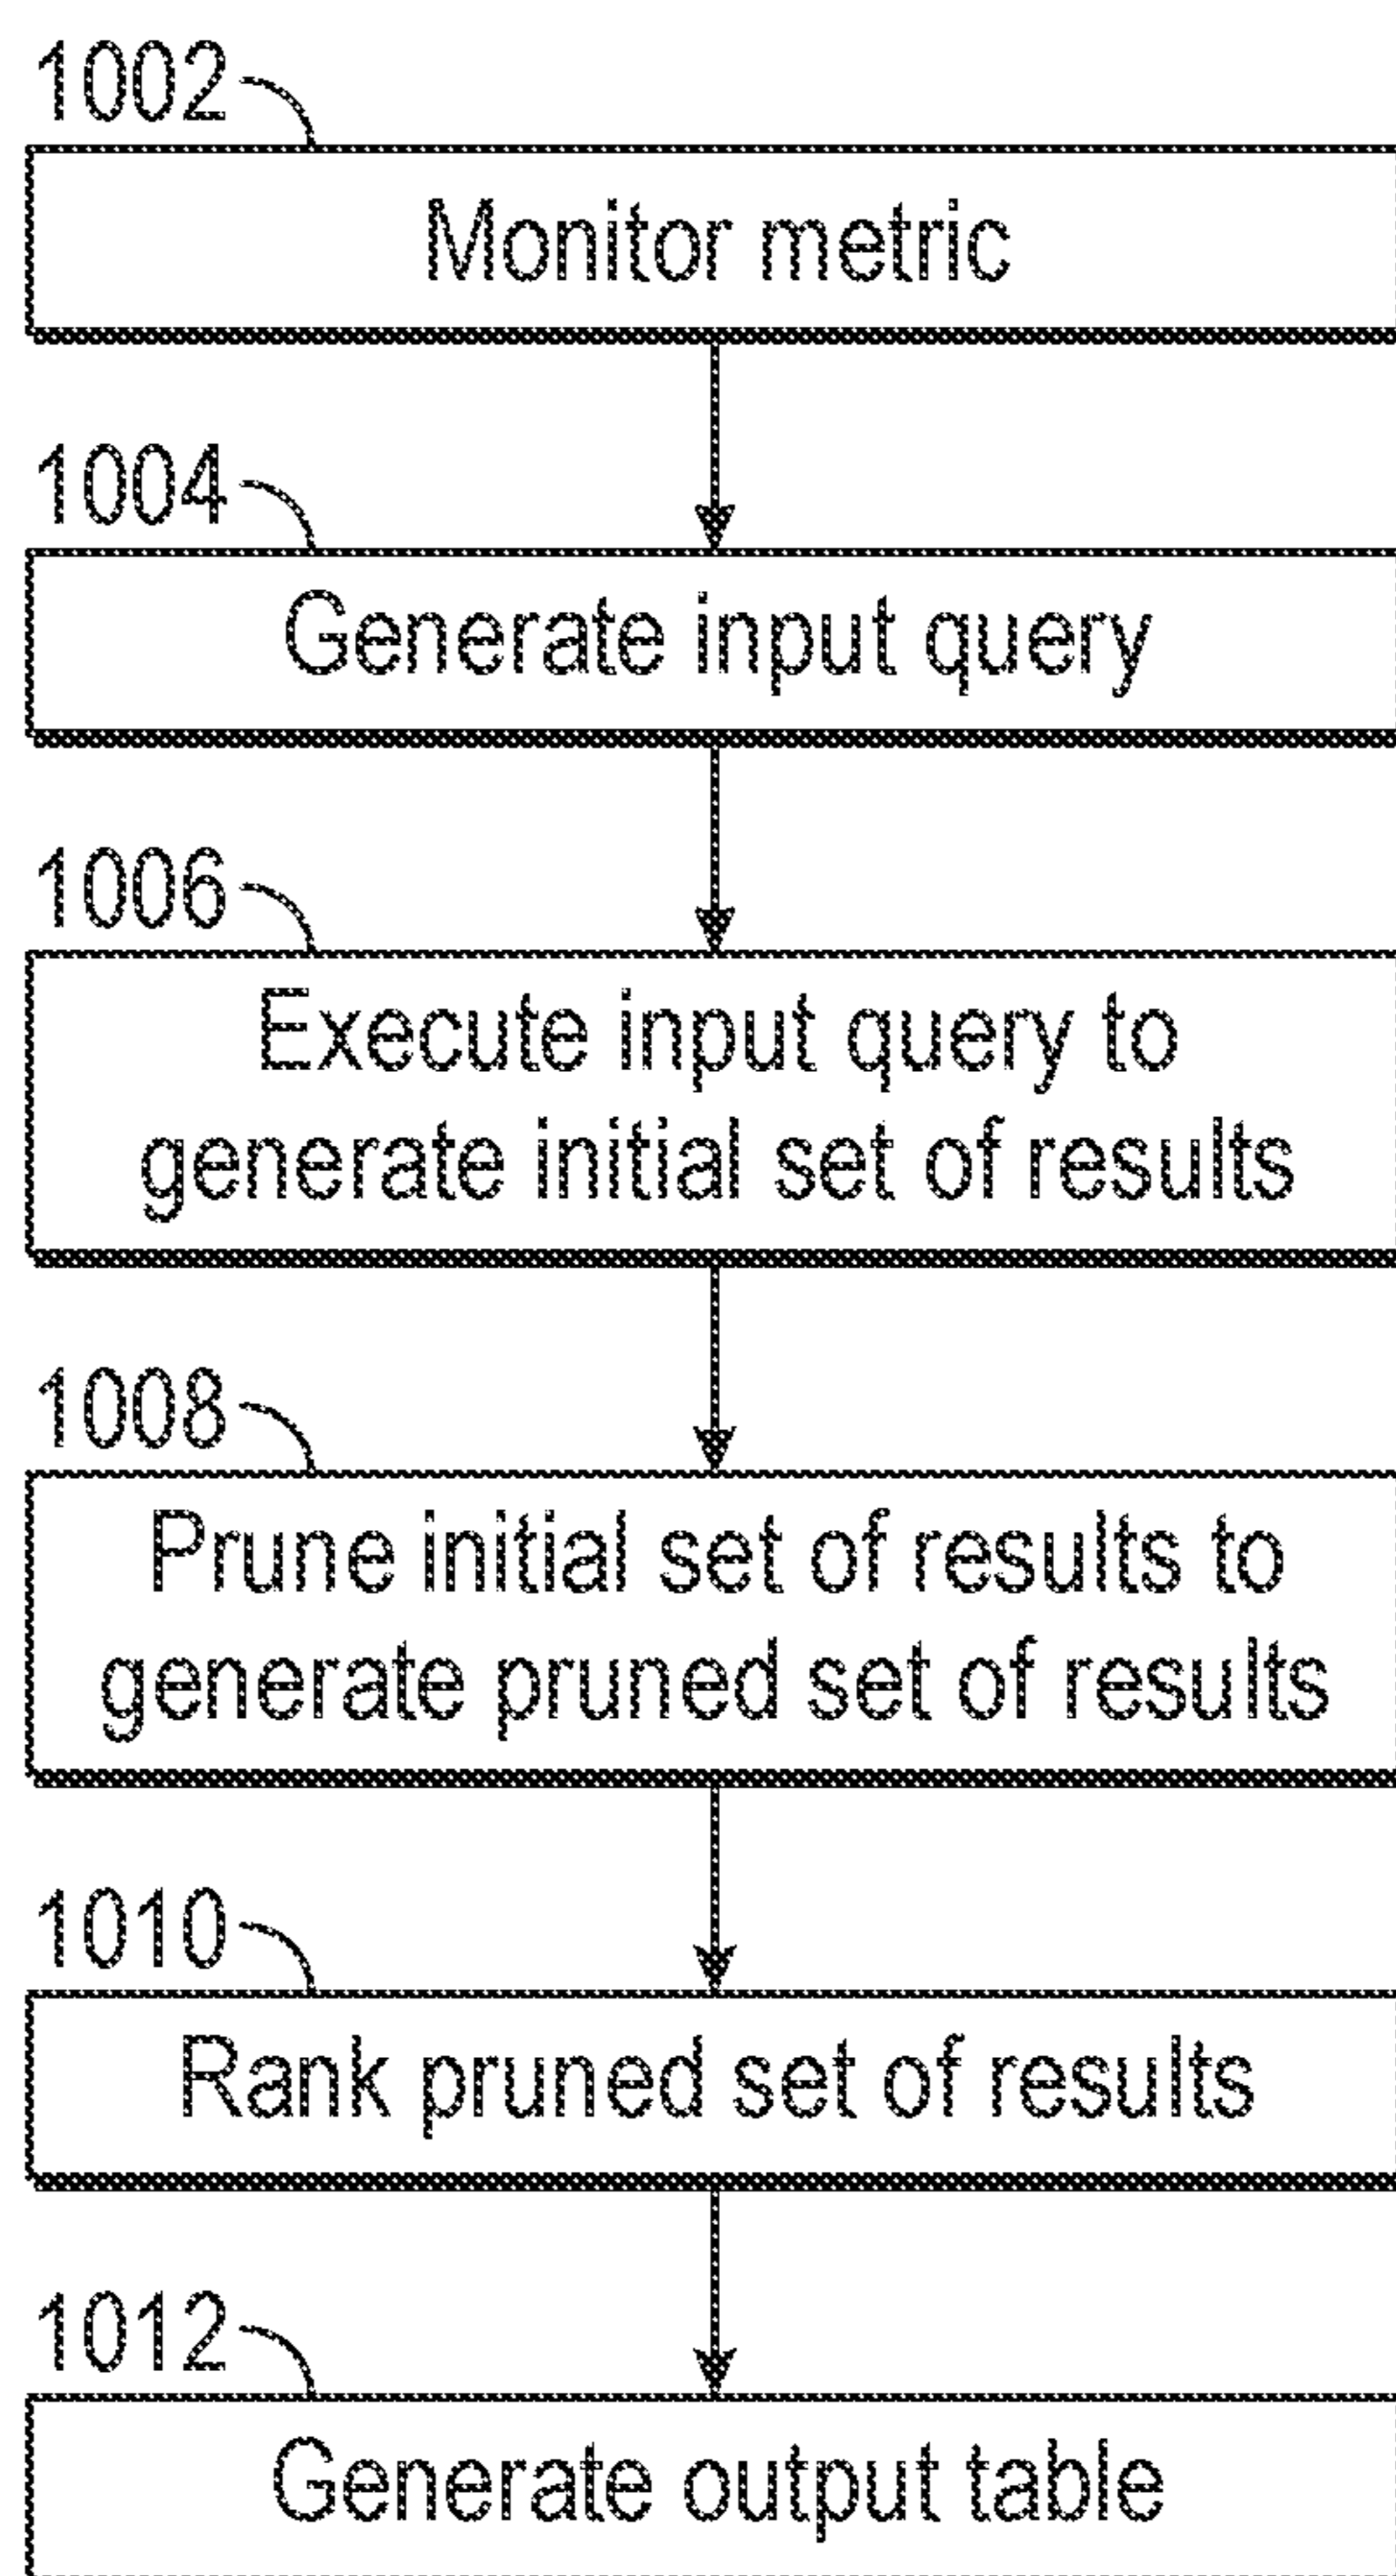 1002
Monitor metric
1004
Generate input query
1006
Execute input query to
generate initial set of results
1008
Prune initial set of results to
generate pruned set of results
1010
Rank pruned set of results
1012
Generate output table